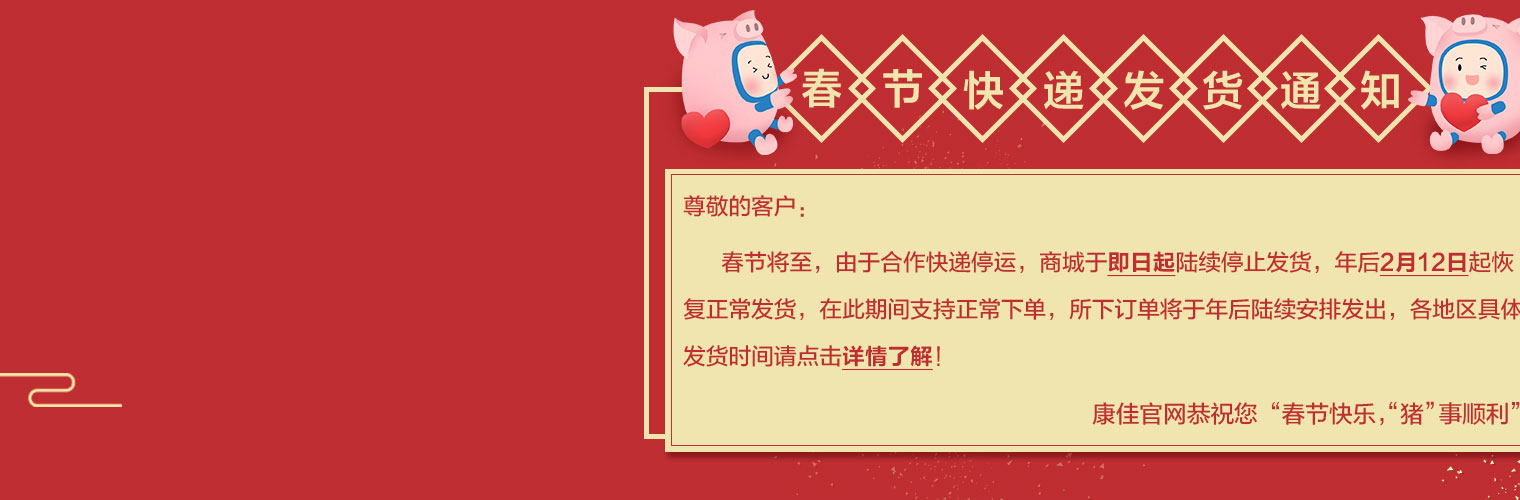 春节快递发货通知
尊敬的客户：
春节将至，由于合作快递停运，商城于即日起陆续停止发货，年后2月12日起恢
复正常发货，在此期间支持正常下单，所下订单将于年后陆续安排发出，各地区具体
发货时间请点击详情了解！
康佳官网恭祝您“春节快乐，“猪”事顺利”